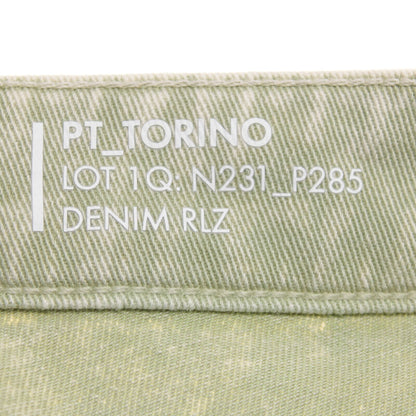 PT_TORINO
LOT 1Q: N231_P285
DENIM RLZ